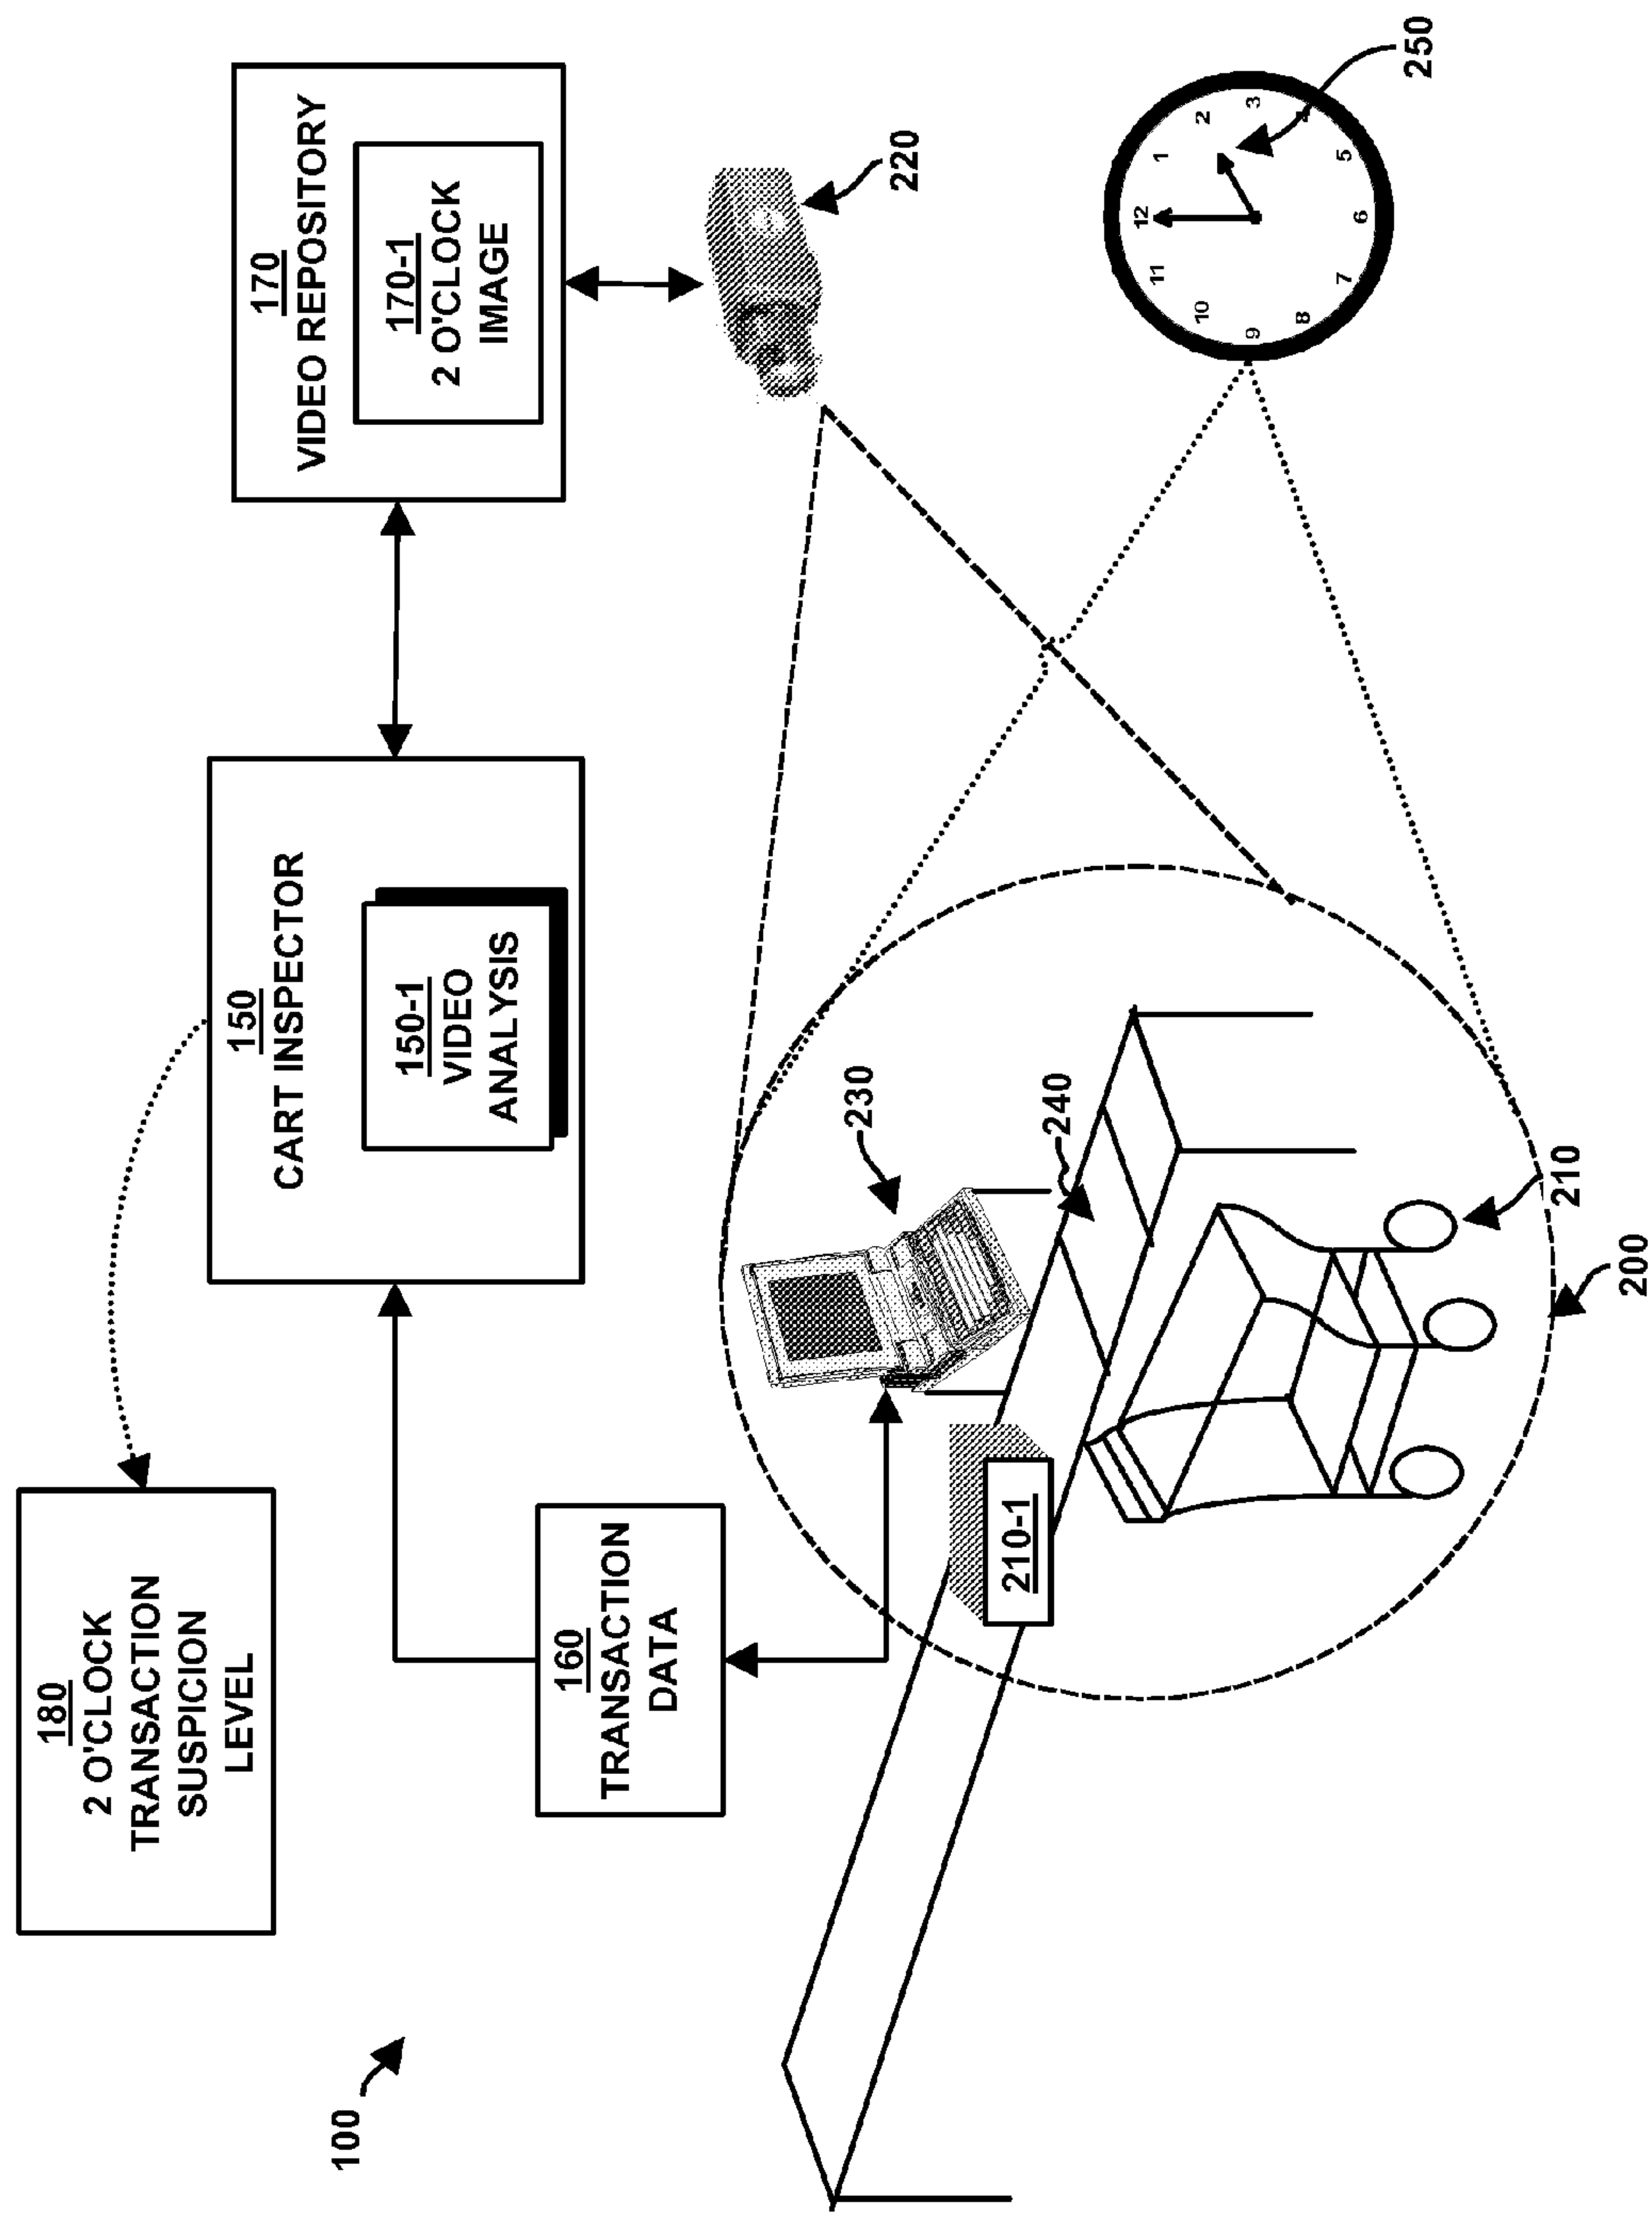 180
2 O'CLOCK
TRANSACTION
SUSPICION
LEVEL
100
150
CART INSPECTOR
150-1
VIDEO
ANALYSIS
170
VIDEO REPOSITORY
170-1
2 O'CLOCK
IMAGE
160
TRANSACTION
DATA
220
230
210-1
240
12
1
2
3
4
5
6
7
8
9
10
11
250
210
200